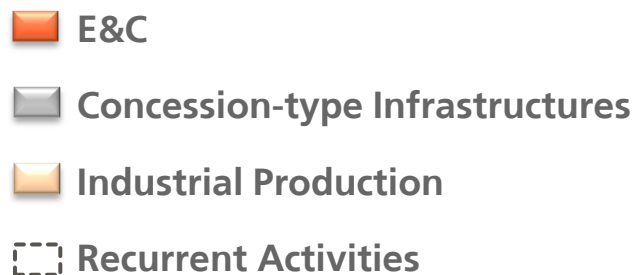 E&C
Concession-type Infrastructures
Industrial Production
Recurrent Activities